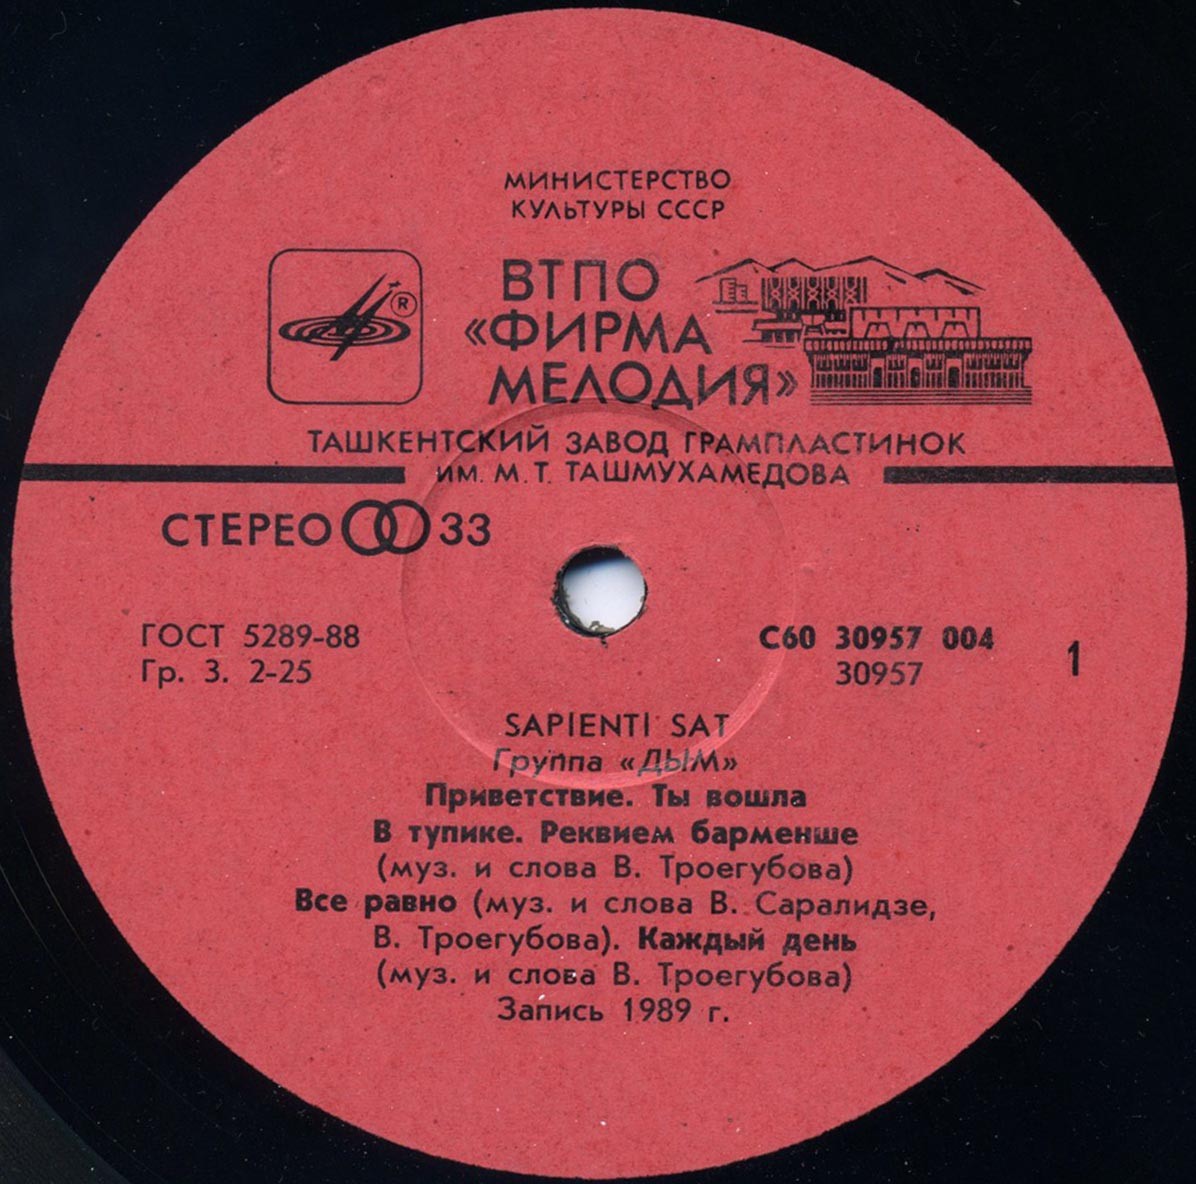 МИНИСТЕРСТВО
КУЛЬТУРЫ СССР
ВТПО
«ФИРМА
МЕЛОДИЯ»
®
ТАШКЕНТСКИЙ ЗАВОД ГРАМПЛАСТИНОК
ИМ. М. Т. ТАШМУХАМЕДОВА
СТЕРЕО 33
ГОСТ 5289-88
Гр. 3. 2-25
С60 30957 004
30957
1
SAPIENTI SAT
Группа «ДЫМ»
Приветствие. Ты вошла
В тупике. Реквием барменше
(муз. и слова В. Троегубова)
Все равно (муз. и слова В. Саралидзе,
В. Троегубова). Каждый день
(муз. и слова В. Троегубова)
Запись 1989 г.